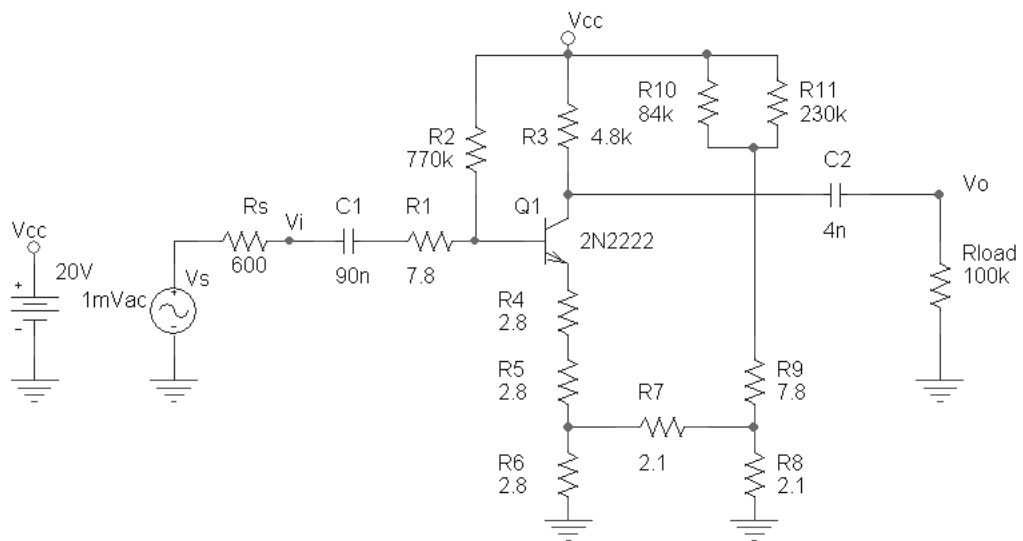 Vcc
R10
84k
R11
230k
R2
770k
R3
4.8k
C2
Vo
4n
Rs
Vi
C1
R1
Q1
2N2222
600
90n
7.8
Vcc
20V
+
-
1mVac
Vs
+
-
Rload
100k
R4
2.8
R5
2.8
R7
2.1
R9
7.8
R6
2.8
R8
2.1